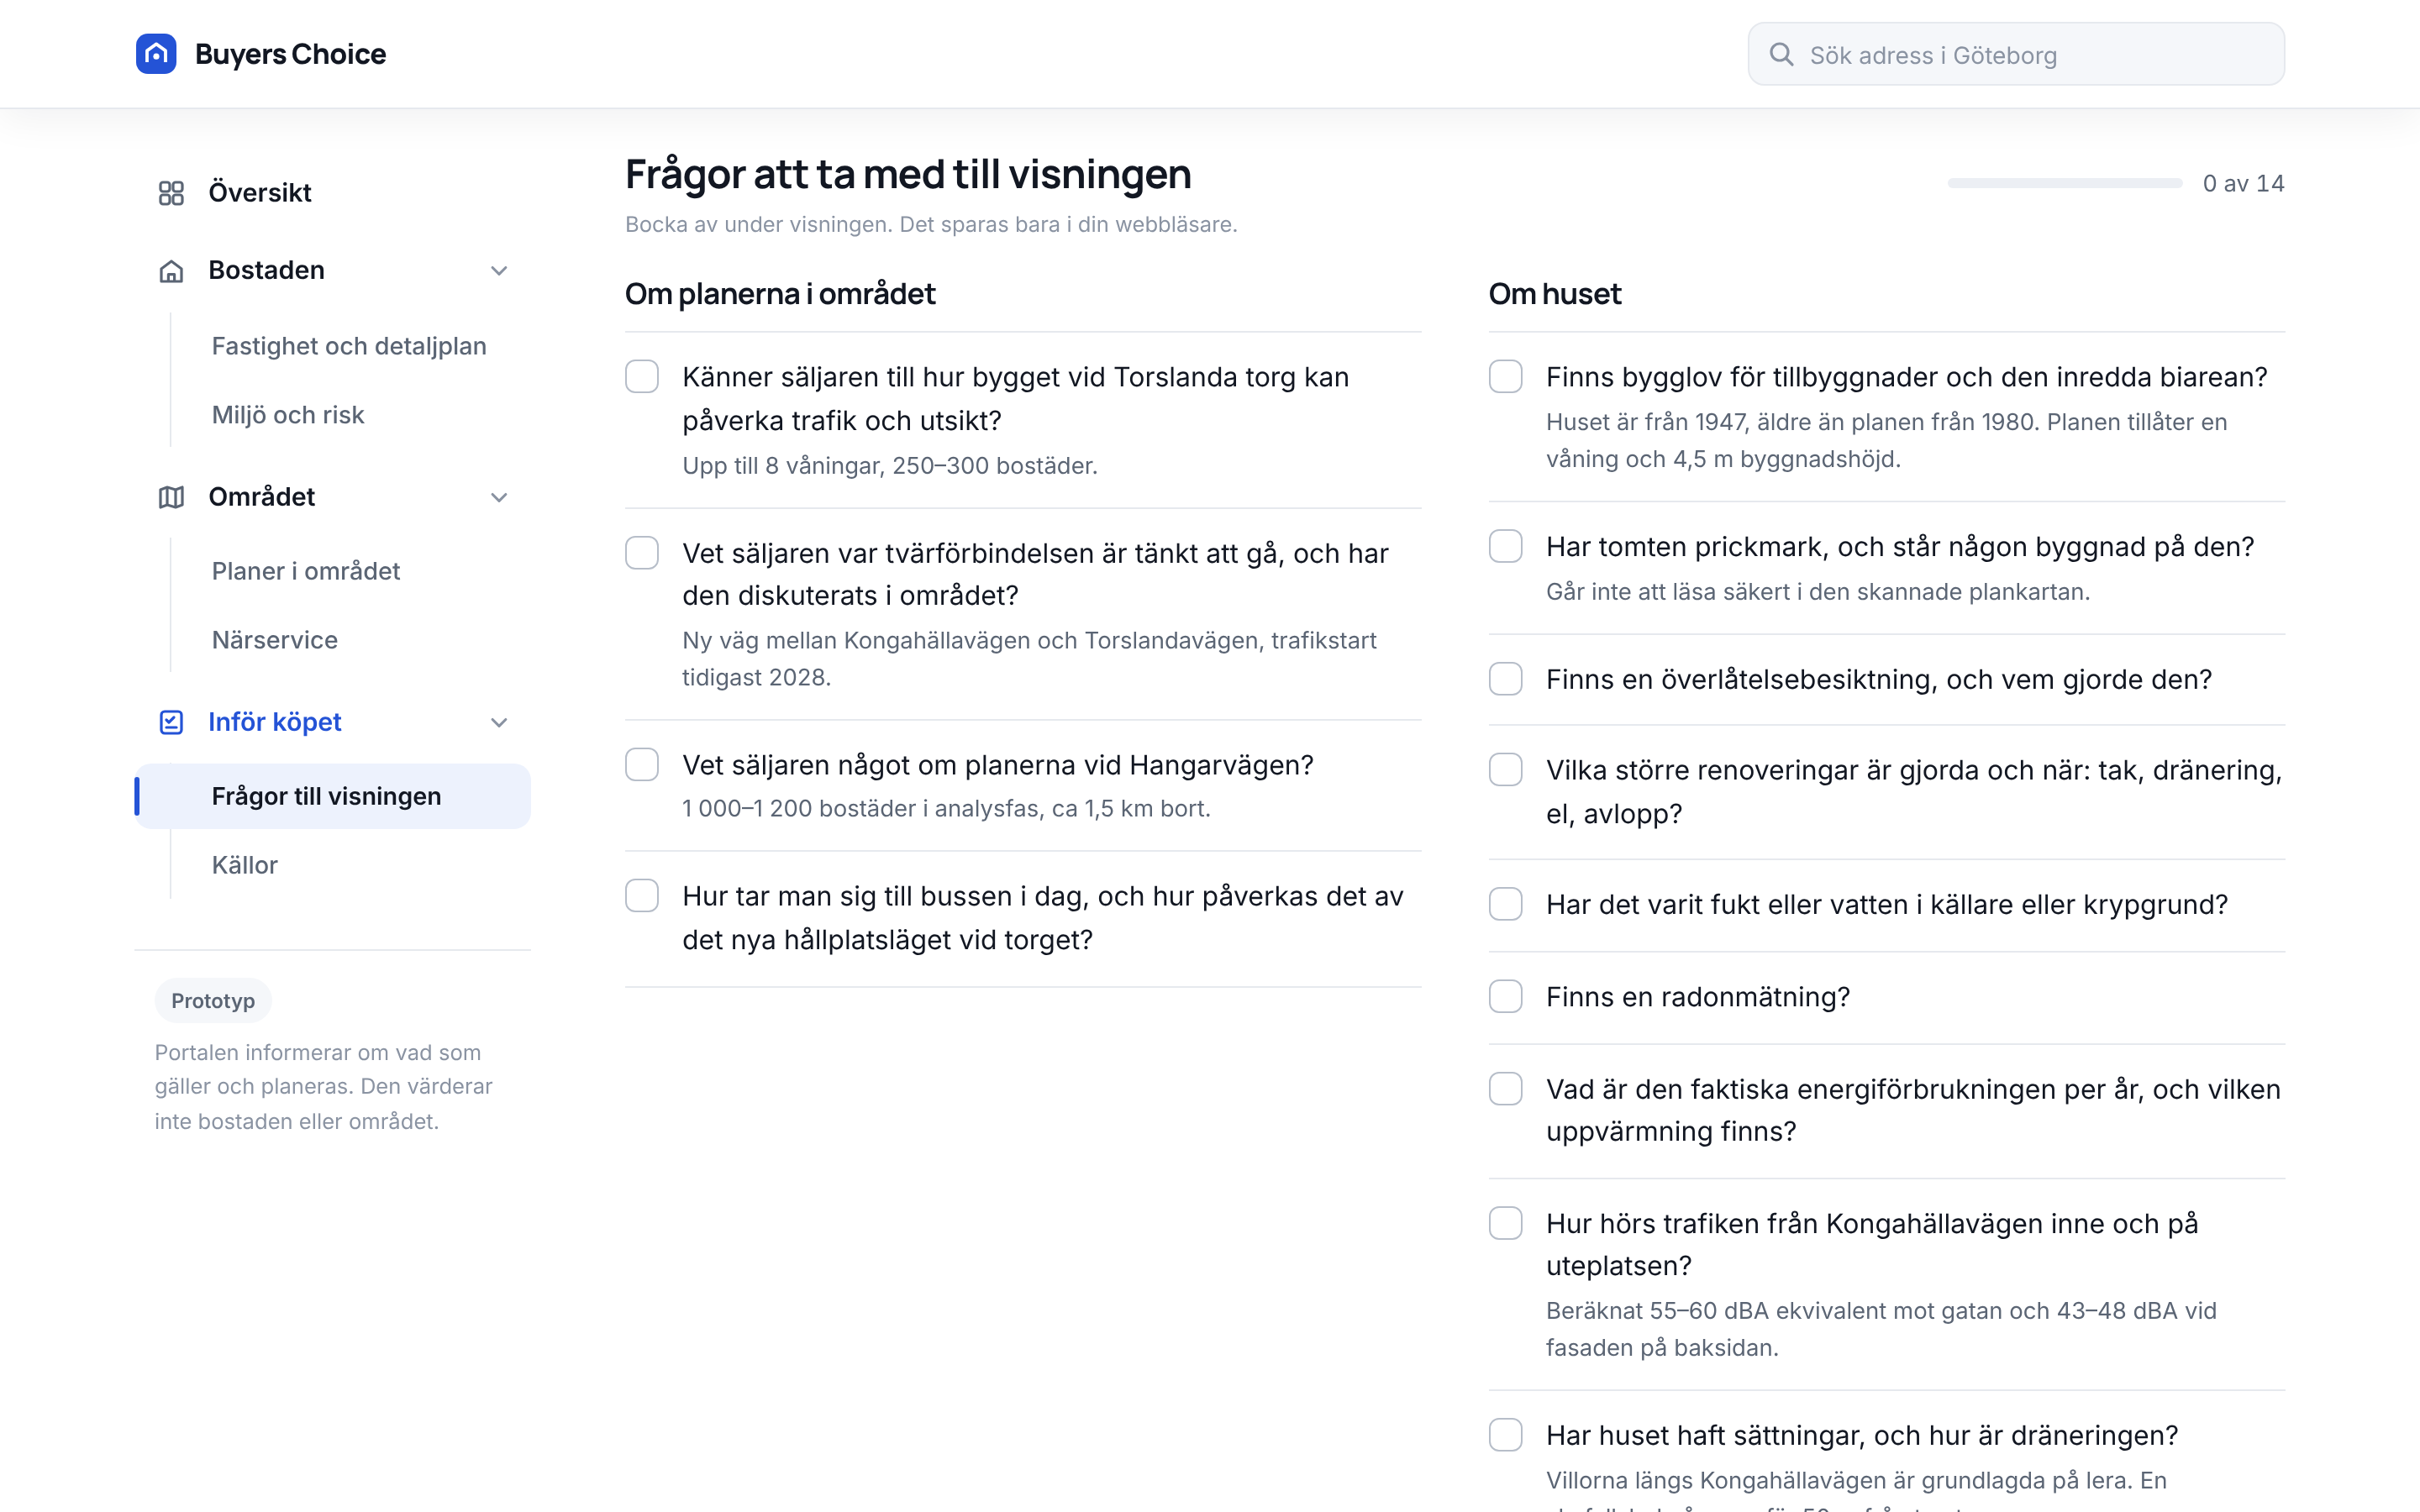 Buyers Choice
Sök adress i Göteborg
Översikt
Bostaden
Fastighet och detaljplan
Miljö och risk
Området
Planer i området
Närservice
Inför köpet
Frågor till visningen
Källor
Prototyp
Portalen informerar om vad som
gäller och planeras. Den värderar
inte bostaden eller området.
Frågor att ta med till visningen
Bocka av under visningen. Det sparas bara i din webbläsare.
0 av 14
Om planerna i området
Känner säljaren till hur bygget vid Torslanda torg kan
påverka trafik och utsikt?
Upp till 8 våningar, 250–300 bostäder.
Vet säljaren var tvärförbindelsen är tänkt att gå, och har
den diskuterats i området?
Ny väg mellan Kongahällavägen och Torslandavägen, trafikstart
tidigast 2028.
Vet säljaren något om planerna vid Hangarvägen?
1 000–1 200 bostäder i analysfas, ca 1,5 km bort.
Hur tar man sig till bussen i dag, och hur påverkas det av
det nya hållplatsläget vid torget?
Om huset
Finns bygglov för tillbyggnader och den inredda biarean?
Huset är från 1947, äldre än planen från 1980. Planen tillåter en
våning och 4,5 m byggnadshöjd.
Har tomten prickmark, och står någon byggnad på den?
Går inte att läsa säkert i den skannade plankartan.
Finns en överlåtelsebesiktning, och vem gjorde den?
Vilka större renoveringar är gjorda och när: tak, dränering,
el, avlopp?
Har det varit fukt eller vatten i källare eller krypgrund?
Finns en radonmätning?
Vad är den faktiska energiförbrukningen per år, och vilken
uppvärmning finns?
Hur hörs trafiken från Kongahällavägen inne och på
uteplatsen?
Beräknat 55–60 dBA ekvivalent mot gatan och 43–48 dBA vid
fasaden på baksidan.
Har huset haft sättningar, och hur är dräneringen?
Villorna längs Kongahällavägen är grundlagda på lera. En